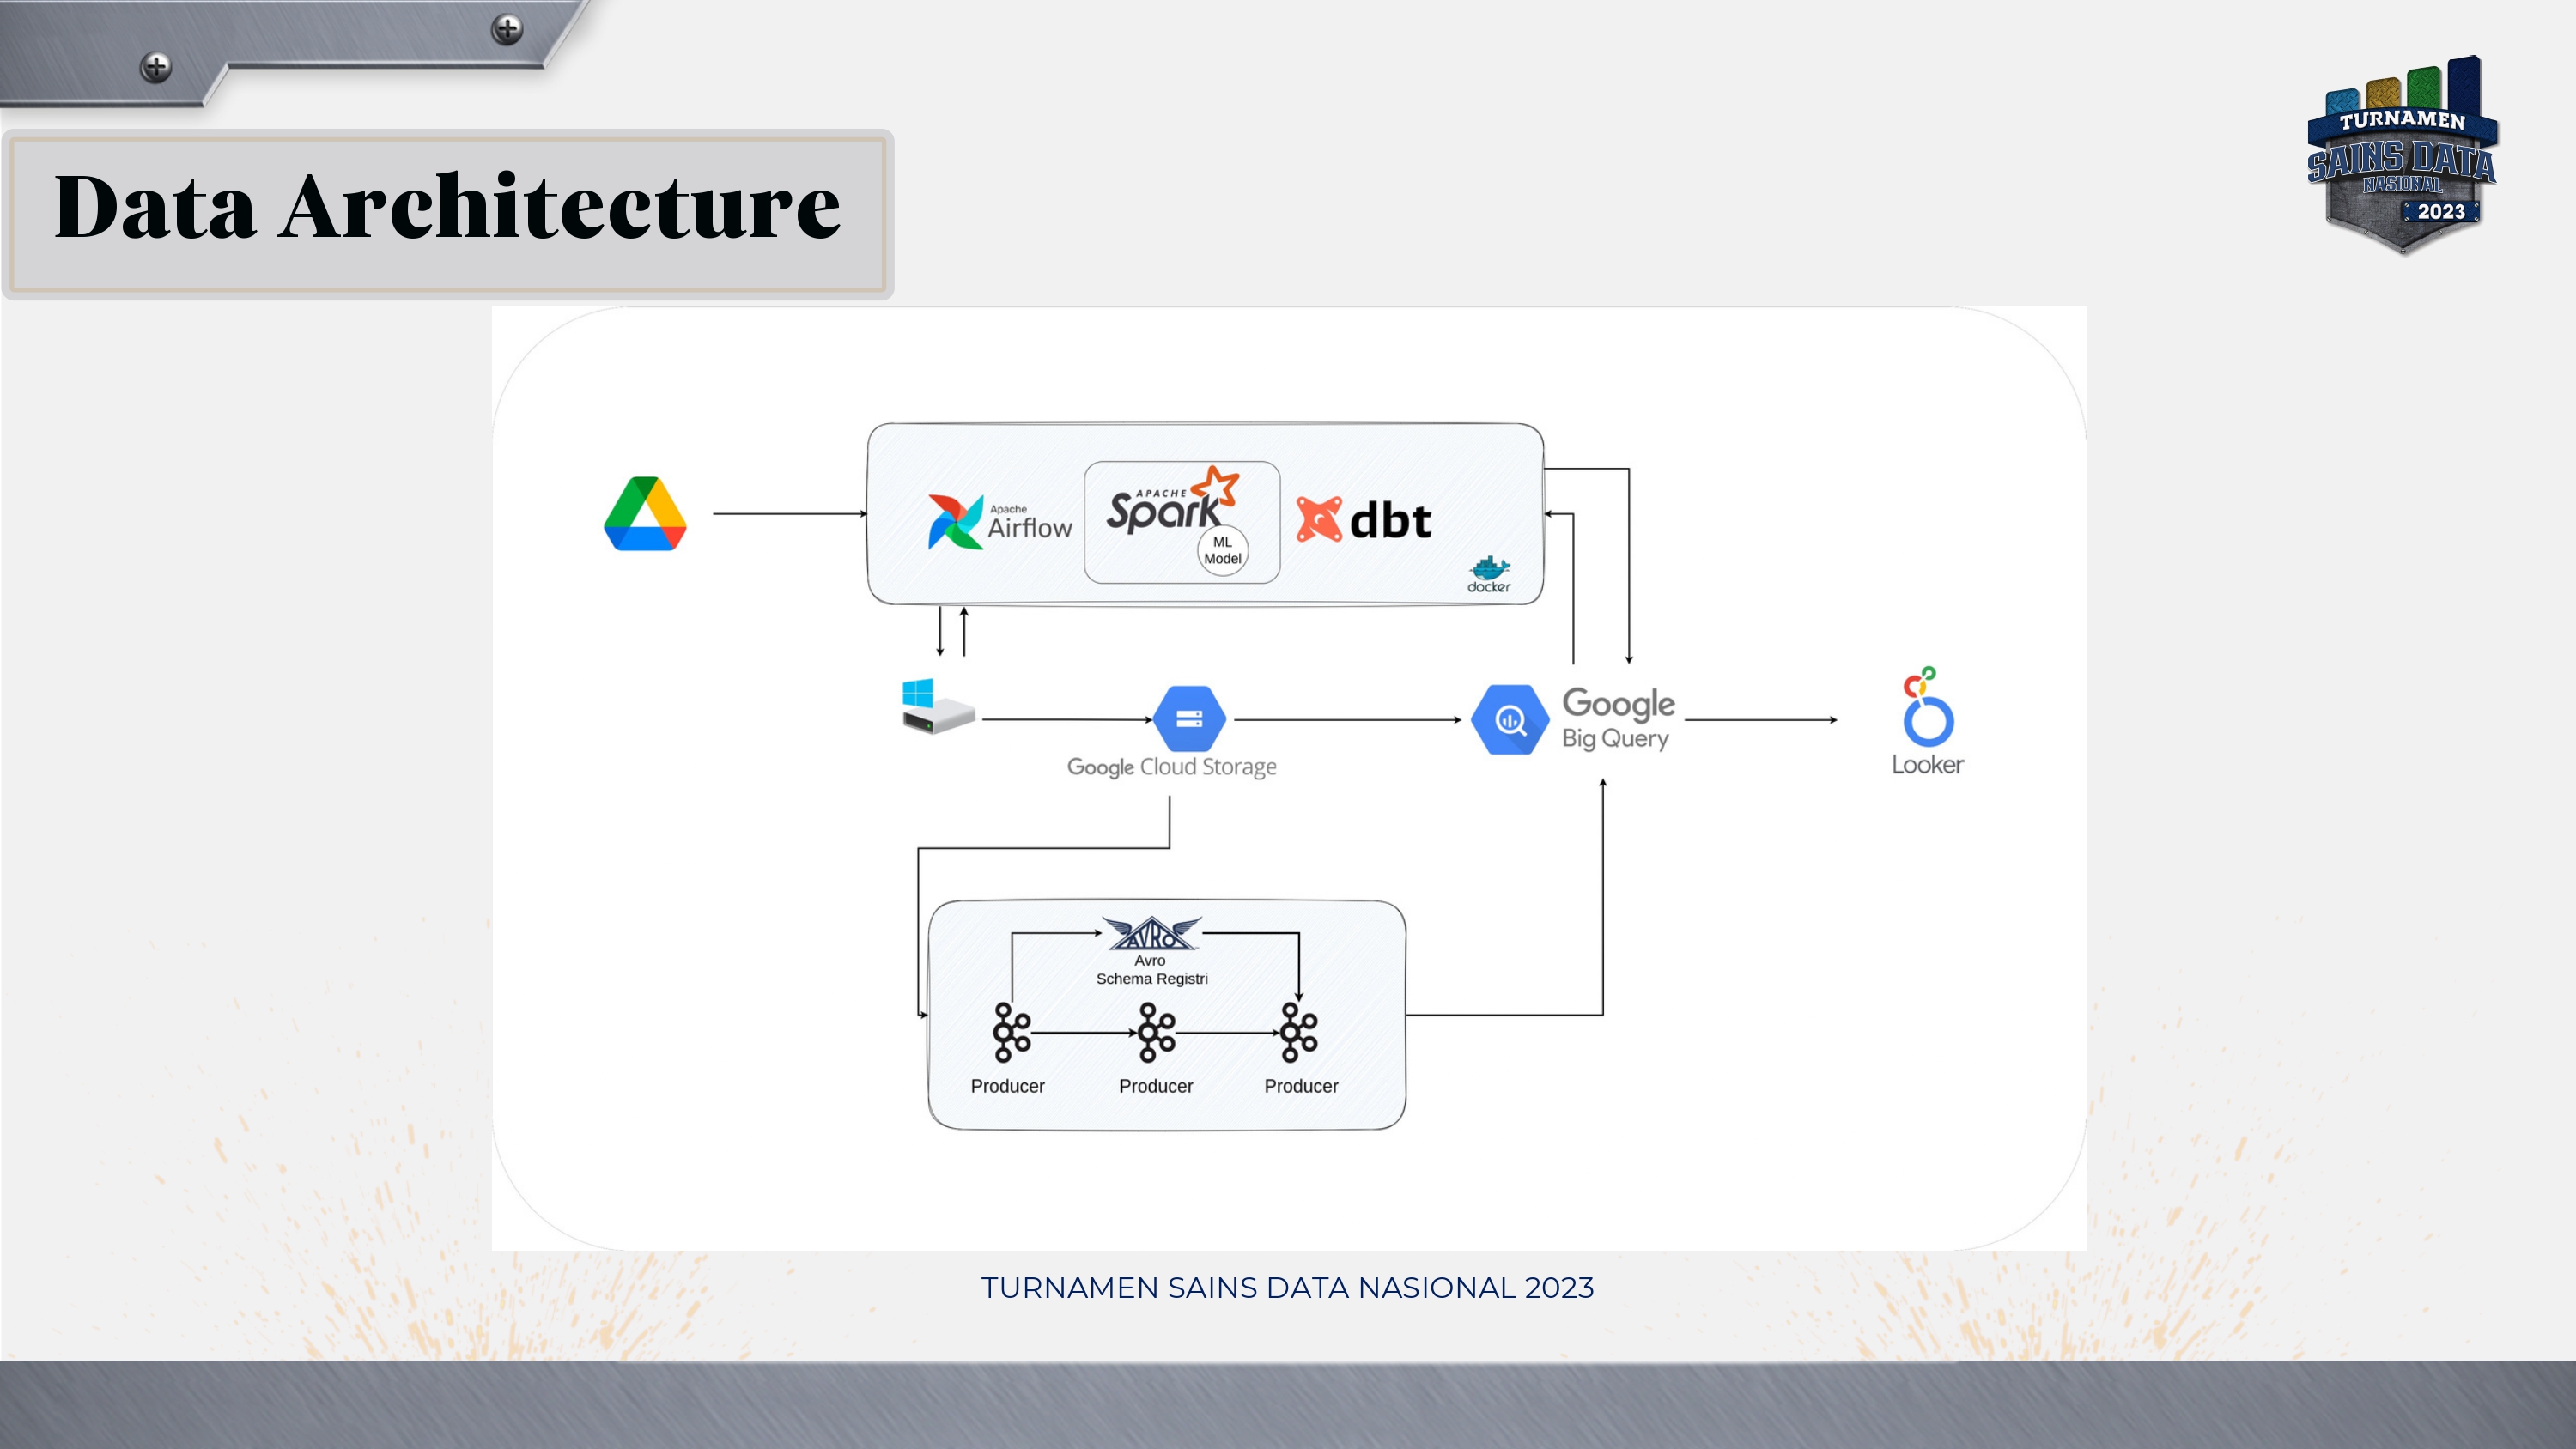 Data Architecture
TURNAMEN
SAINS DATA
NASIONAL
2023
Apache
Airflow
APACHE
Spark
ML
Model
dbt
docker
Google Cloud Storage
Google
Big Query
Looker
AVRO
Avro
Schema Registri
Producer
Producer
Producer
TURNAMEN SAINS DATA NASIONAL 2023